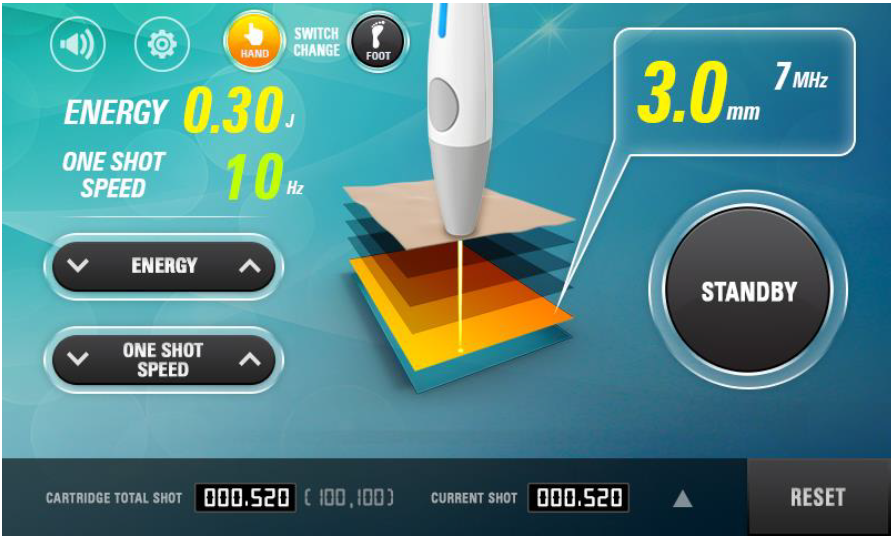 HAND
SWITCH
CHANGE
FOOT
ENERGY 0.30 J
ONE SHOT
SPEED 10 Hz
3.0 mm 7 MHz
ENERGY
ONE SHOT
SPEED
STANDBY
CARTRIDGE TOTAL SHOT 000.520 (100,100) CURRENT SHOT 000.520
RESET